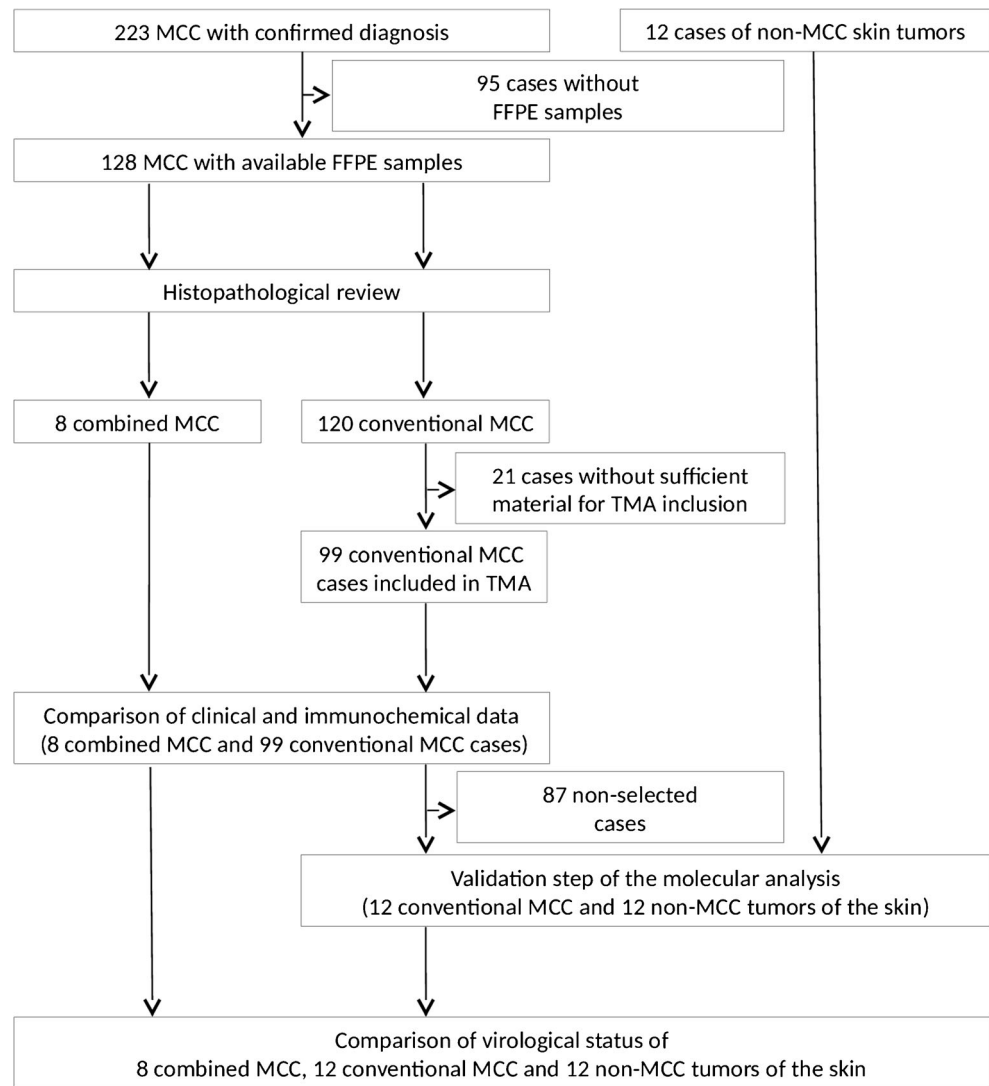 223 MCC with confirmed diagnosis
12 cases of non-MCC skin tumors
95 cases without
FFPE samples
128 MCC with available FFPE samples
Histopathological review
8 combined MCC
120 conventional MCC
21 cases without sufficient
material for TMA inclusion
99 conventional MCC
cases included in TMA
Comparison of clinical and immunochemical data
(8 combined MCC and 99 conventional MCC cases)
87 non-selected
cases
Validation step of the molecular analysis
(12 conventional MCC and 12 non-MCC tumors of the skin)
Comparison of virological status of
8 combined MCC, 12 conventional MCC and 12 non-MCC tumors of the skin